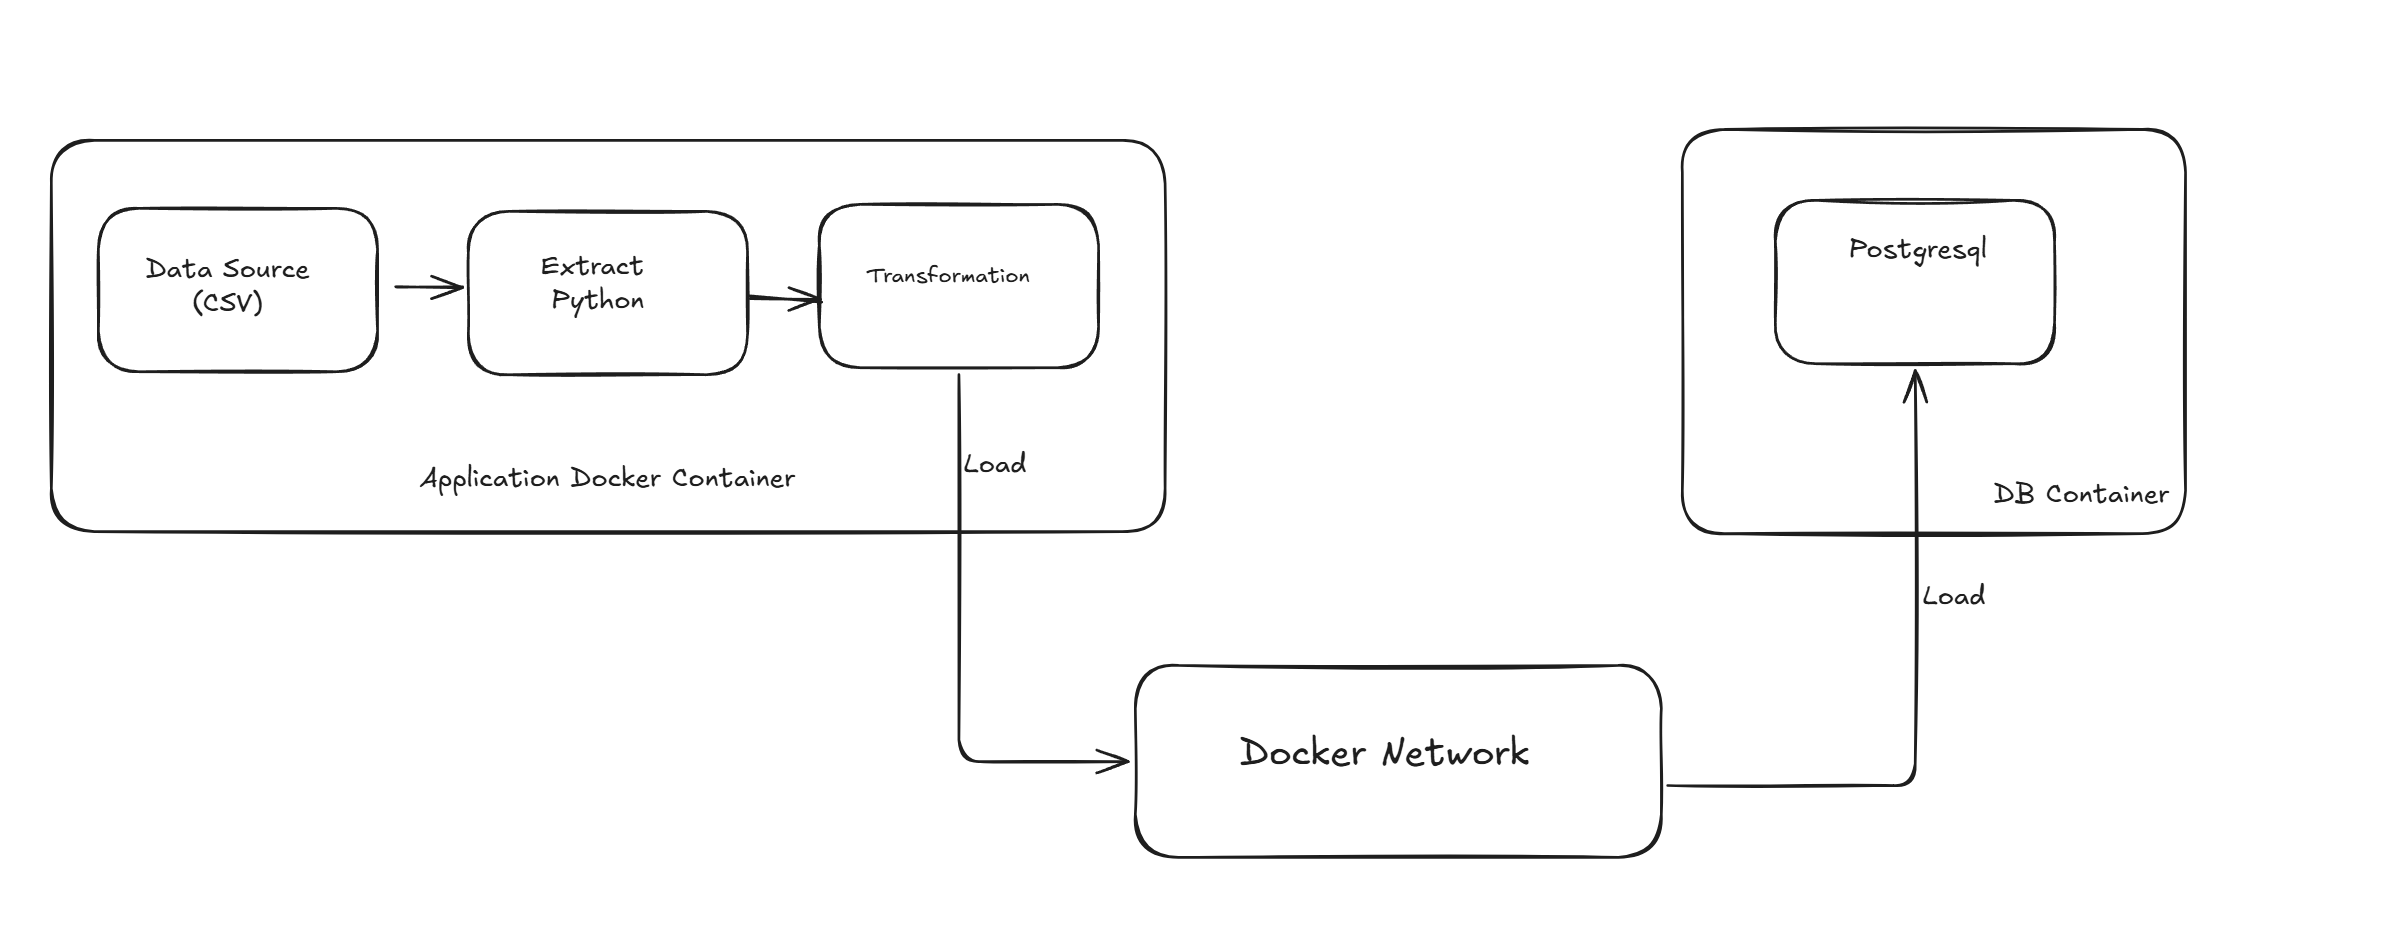 Data Source
(CSV)
Extract
Python
Transformation
Application Docker Container
Load
Postgresql
DB Container
Load
Docker Network